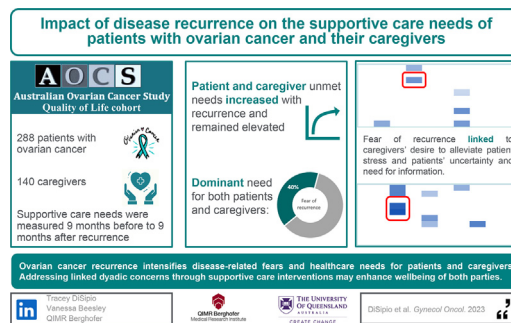 Impact of disease recurrence on the supportive care needs of
patients with ovarian cancer and their caregivers
AOCS
Australian Ovarian Cancer Study
Quality of Life cohort
288 patients with
ovarian cancer
Ovarian Cancer
140 caregivers
Supportive care needs were
measured 9 months before to 9
months after recurrence
Patient and caregiver unmet
needs increased with
recurrence and
remained elevated
Dominant need
for both patients
and caregivers:
40%
Fear of
recurrence
Fear of recurrence linked to
caregivers' desire to alleviate patient
stress and patients' uncertainty and
need for information.
Ovarian cancer recurrence intensifies disease-related fears and healthcare needs for patients and caregivers
Addressing linked dyadic concerns through supportive care interventions may enhance wellbeing of both parties.
in
Tracey DiSipio
Vanessa Beesley
QIMR Berghofer
QIMR Berghofer
Medical Research Institute
THE UNIVERSITY
OF QUEENSLAND
AUSTRALIA
CREATE CHANGE
DiSipio et al. Gynecol Oncol. 2023